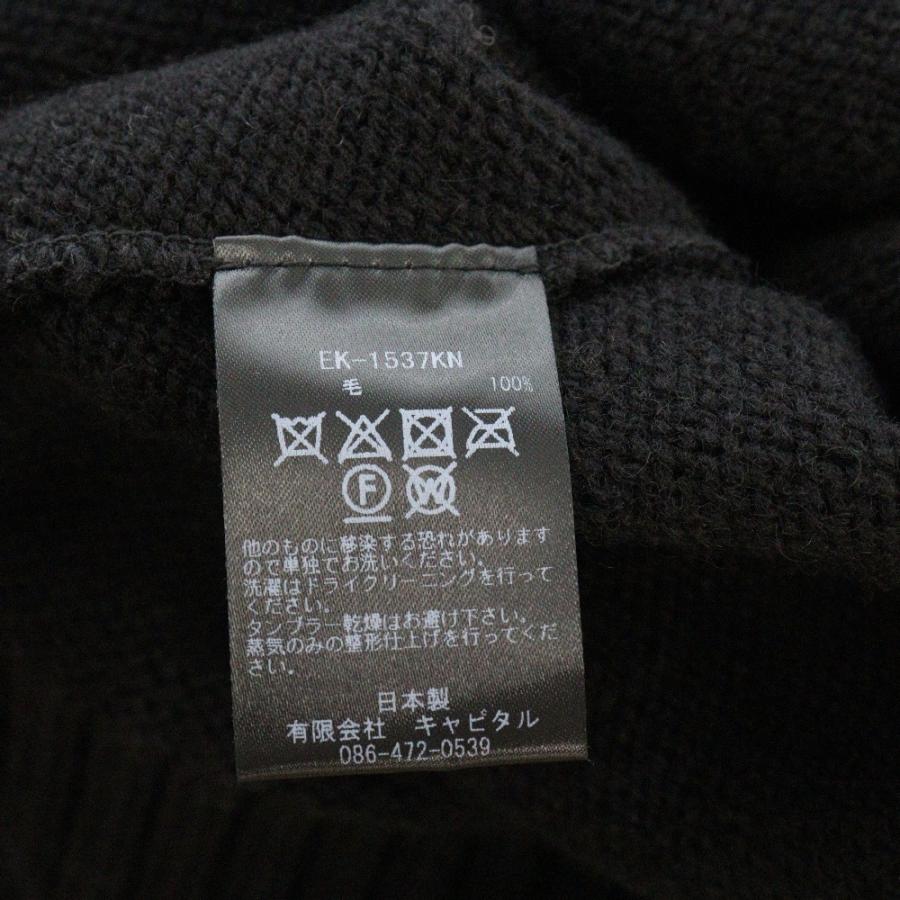 EK-1537KN
毛 100%
F W
他のものに移染する恐れがあります
ので単独でお洗いください。
洗濯はドライクリーニングを行って
ください。
タンブラー乾燥はお避け下さい。
蒸気のみの整形仕上げを行ってくだ
さい。
日本製
有限会社 キャピタル
086-472-0539